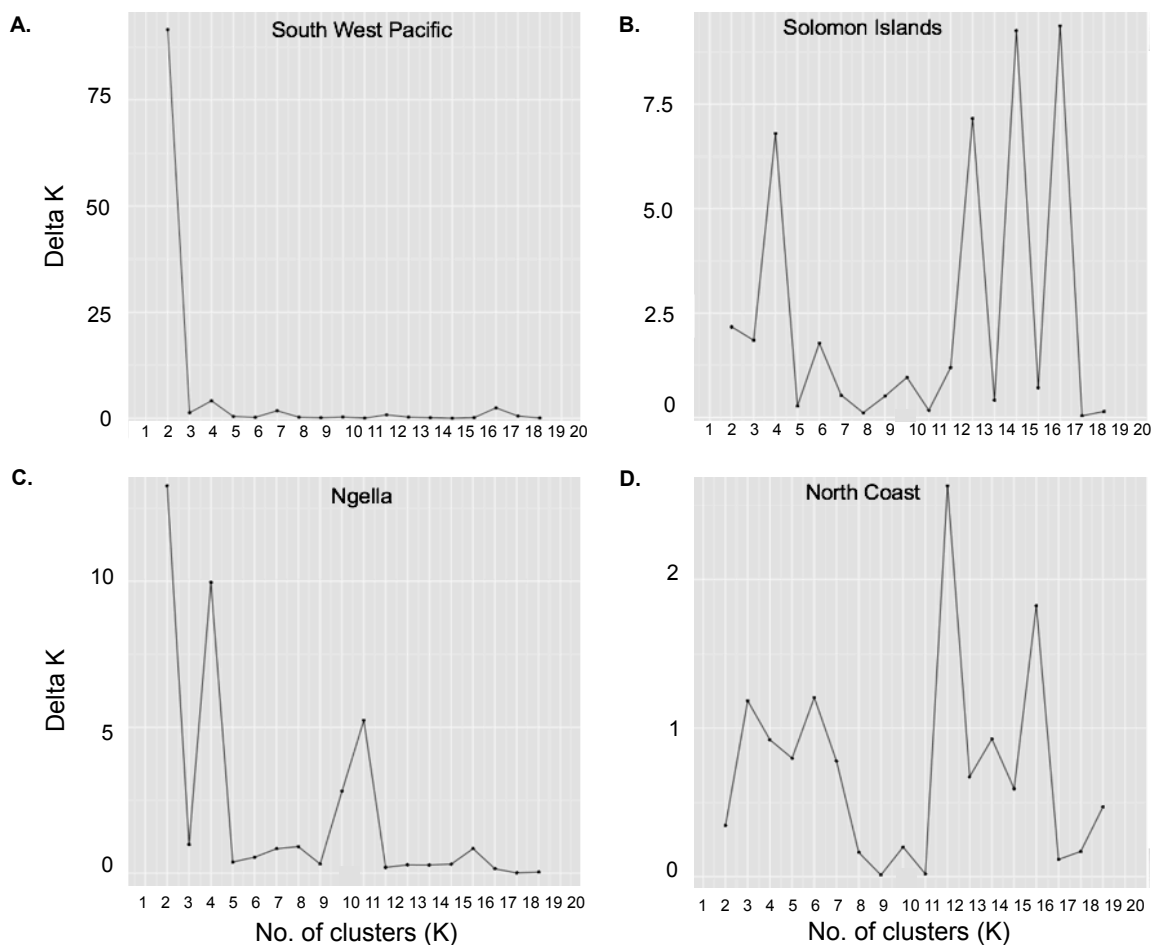 A.
South West Pacific
75
50
25
0
Delta K
1 2 3 4 5 6 7 8 9 10 11 12 13 14 15 16 17 18 19 20
B.
Solomon Islands
7.5
5.0
2.5
0
1 2 3 4 5 6 7 8 9 10 11 12 13 14 15 16 17 18 19 20
C.
Ngella
10
5
0
Delta K
1 2 3 4 5 6 7 8 9 10 11 12 13 14 15 16 17 18 19 20
No. of clusters (K)
D.
North Coast
2
1
0
1 2 3 4 5 6 7 8 9 10 11 12 13 14 15 16 17 18 19 20
No. of clusters (K)